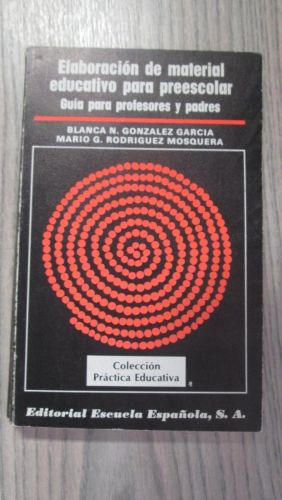 Elaboración de material
educativo para preescolar
Guía para profesores y padres
BLANCA N. GONZALEZ GARCIA
MARIO G. RODRIGUEZ MOSQUERA
Colección
Práctica Educativa
Editorial Escuela Española, S. A.